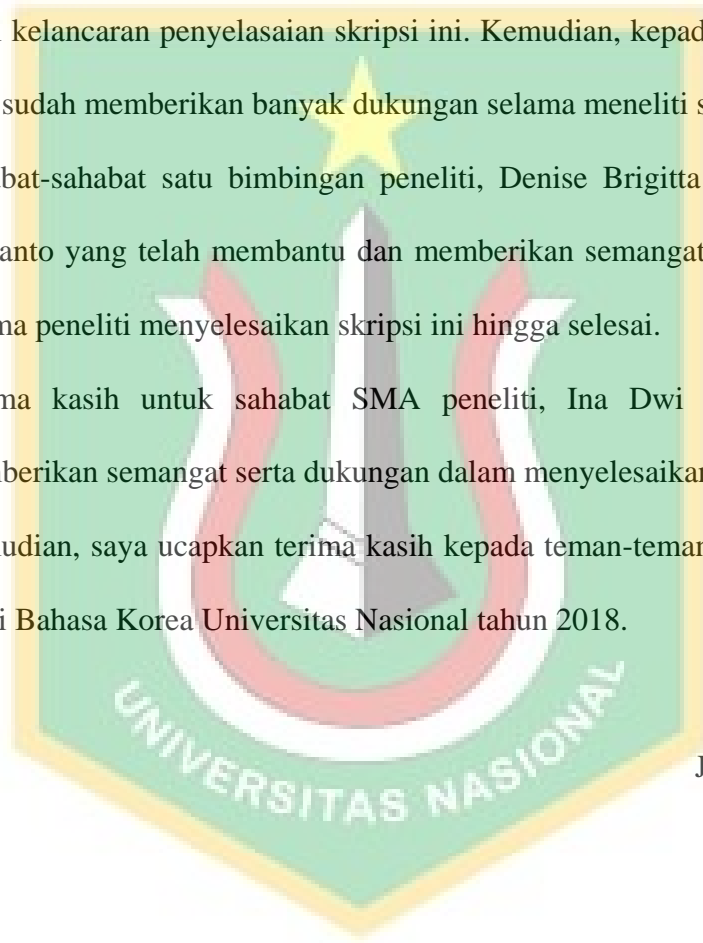 kelancaran penyelasaian skripsi ini. Kemudian, kepad
sudah memberikan banyak dukungan selama meneliti s
bat-sahabat satu bimbingan peneliti, Denise Brigitta
anto yang telah membantu dan memberikan semangat
ma peneliti menyelesaikan skripsi ini hingga selesai.
ma kasih untuk sahabat SMA peneliti, Ina Dwi
berikan semangat serta dukungan dalam menyelesaikan
udian, saya ucapkan terima kasih kepada teman-teman
i Bahasa Korea Universitas Nasional tahun 2018.
J
UNIVERSITAS NASIONAL